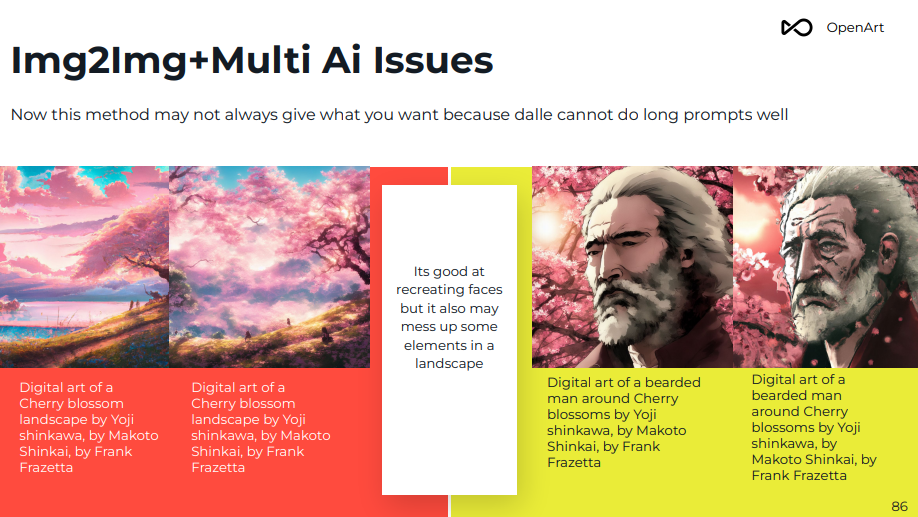 OpenArt
Img2Img+Multi Ai Issues
Now this method may not always give what you want because dalle cannot do long prompts well
Its good at
recreating faces
but it also may
mess up some
elements in a
landscape
Digital art of a
Cherry blossom
landscape by Yoji
shinkawa, by Makoto
Shinkai, by Frank
Frazetta
Digital art of a
Cherry blossom
landscape by Yoji
shinkawa, by Makoto
Shinkai, by Frank
Frazetta
Digital art of a bearded
man around Cherry
blossoms by Yoji
shinkawa, by Makoto
Shinkai, by Frank
Frazetta
Digital art of a
bearded man
around Cherry
blossoms by Yoji
shinkawa, by
Makoto Shinkai, by
Frank Frazetta
86